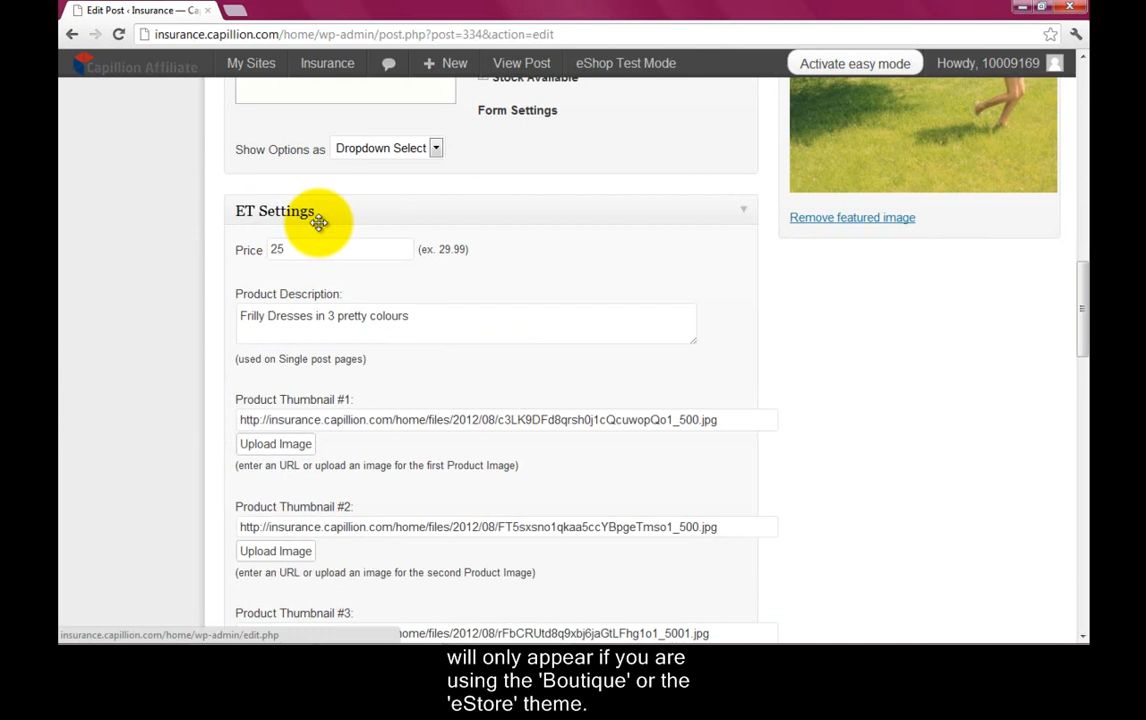 Edit Post ‹ Insurance — Ca
insurance.capillion.com/home/wp-admin/post.php?post=334&action=edit
Capillion Affiliate
My Sites
Insurance
New
View Post
eShop Test Mode
Activate easy mode
Howdy, 10009169
Stock Available
Form Settings
Show Options as
Dropdown Select
ET Settings
Remove featured image
Price 25 (ex. 29.99)
Product Description:
Frilly Dresses in 3 pretty colours
(used on Single post pages)
Product Thumbnail #1:
http://insurance.capillion.com/home/files/2012/08/c3LK9DFd8qrsh0j1cQcuwopQo1_500.jpg
Upload Image
(enter an URL or upload an image for the first Product Image)
Product Thumbnail #2:
http://insurance.capillion.com/home/files/2012/08/FT5sxsno1qkaa5ccYBpgeTmso1_500.jpg
Upload Image
(enter an URL or upload an image for the second Product Image)
Product Thumbnail #3:
insurance.capillion.com/home/wp-admin/edit.php
home/files/2012/08/rFbCRUtd8q9xbj6jaGtLFhg1o1_5001.jpg
will only appear if you are
using the 'Boutique' or the
'eStore' theme.